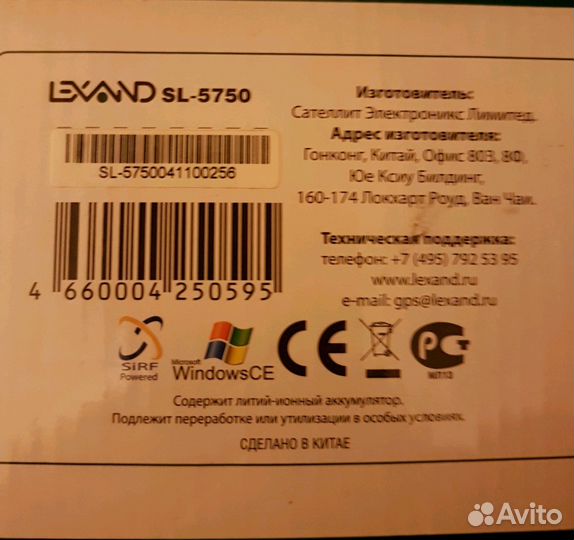 LEXAND SL-5750
SL-5750041100256
4 660004 250595
SiRF
Powered
Microsoft
WindowsCE
CE
Изготовитель:
Сателлит Электроникс Лимитед.
Адрес изготовителя:
Гонконг, Китай, Офис 803, 8Ф,
Юе Ксиу Билдинг,
160-174 Локхарт Роуд, Ван Чаи.
Техническая поддержка:
телефон: +7 (495) 792 53 95
www.lexand.ru
e-mail: gps@lexand.ru
Содержит литий-ионный аккумулятор.
Подлежит переработке или утилизации в особых условиях.
СДЕЛАНО В КИТАЕ
Avito